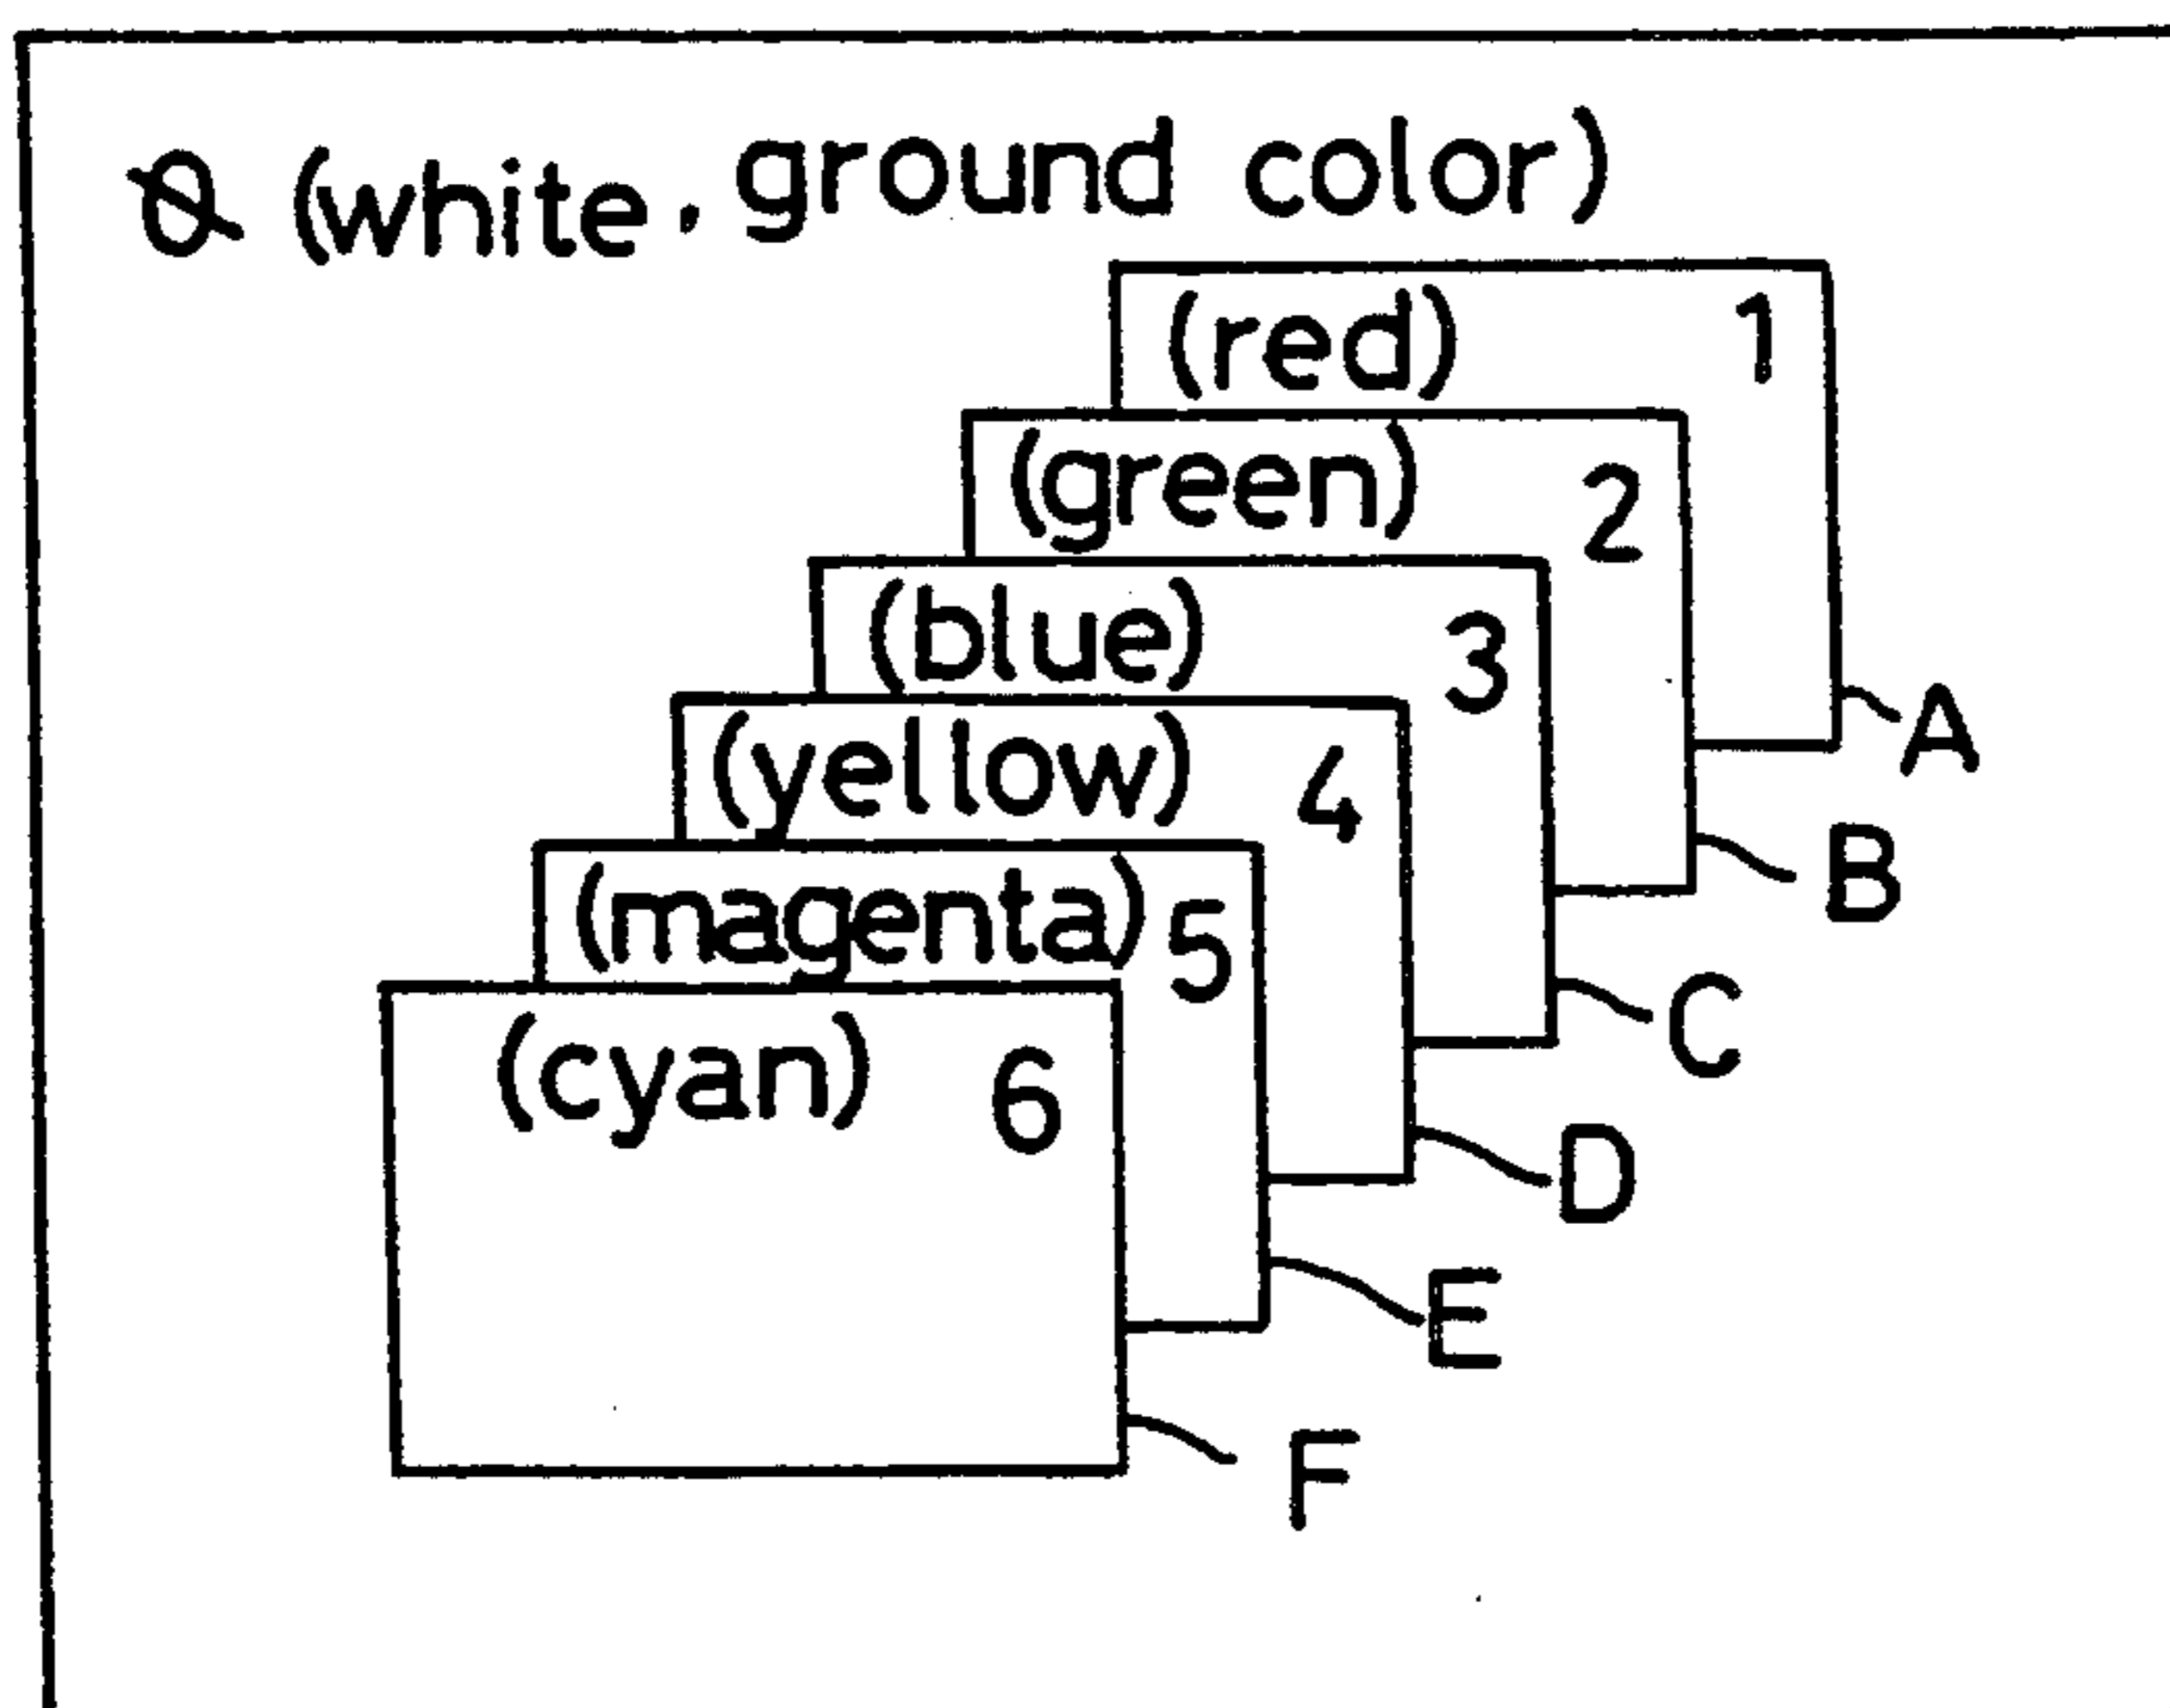 0 (white, ground color)
(red) 1
(green) 2
(blue) 3
A
(yellow) 4
B
(magenta) 5
C
(cyan) 6
D
E
F